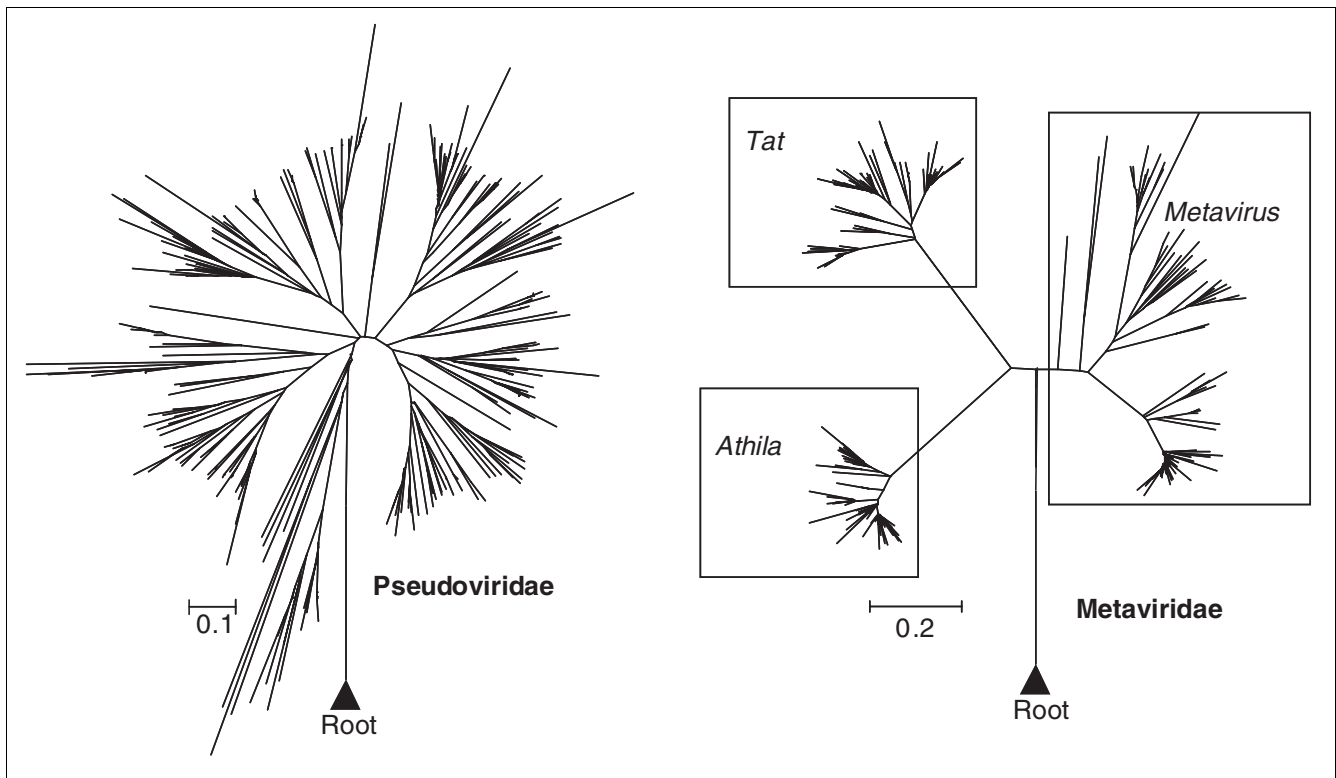 Pseudoviridae
0.1
Root
Tat
Metavirus
Athila
0.2
Metaviridae
Root